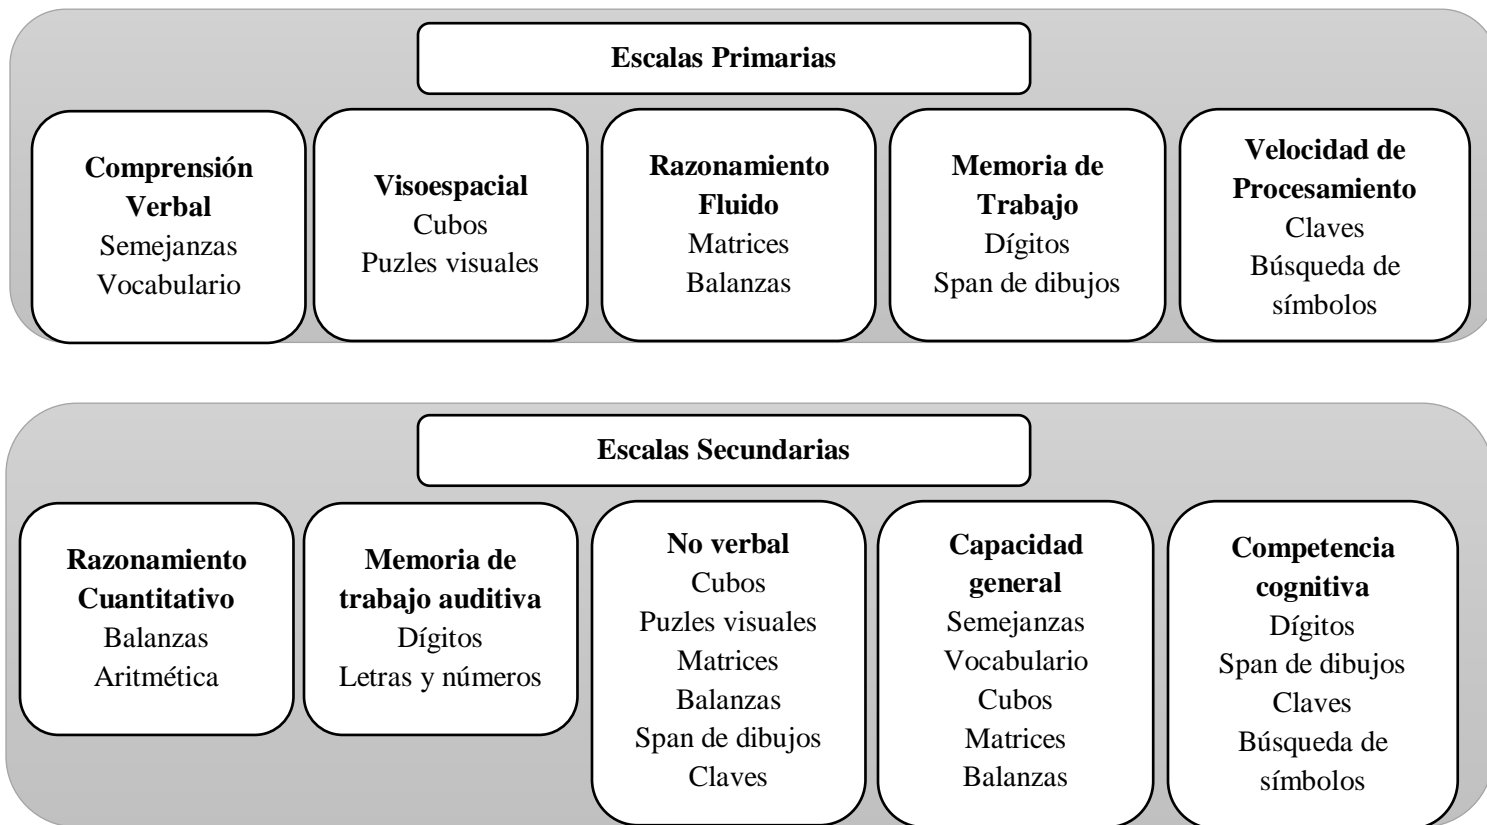 Escalas Primarias
Comprensión
Verbal
Semejanzas
Vocabulario
Visoespacial
Cubos
Puzles visuales
Razonamiento
Fluido
Matrices
Balanzas
Memoria de
Trabajo
Dígitos
Span de dibujos
Velocidad de
Procesamiento
Claves
Búsqueda de
símbolos
Escalas Secundarias
Razonamiento
Cuantitativo
Balanzas
Aritmética
Memoria de
trabajo auditiva
Dígitos
Letras y números
No verbal
Cubos
Puzles visuales
Matrices
Balanzas
Span de dibujos
Claves
Capacidad
general
Semejanzas
Vocabulario
Cubos
Matrices
Balanzas
Competencia
cognitiva
Dígitos
Span de dibujos
Claves
Búsqueda de
símbolos